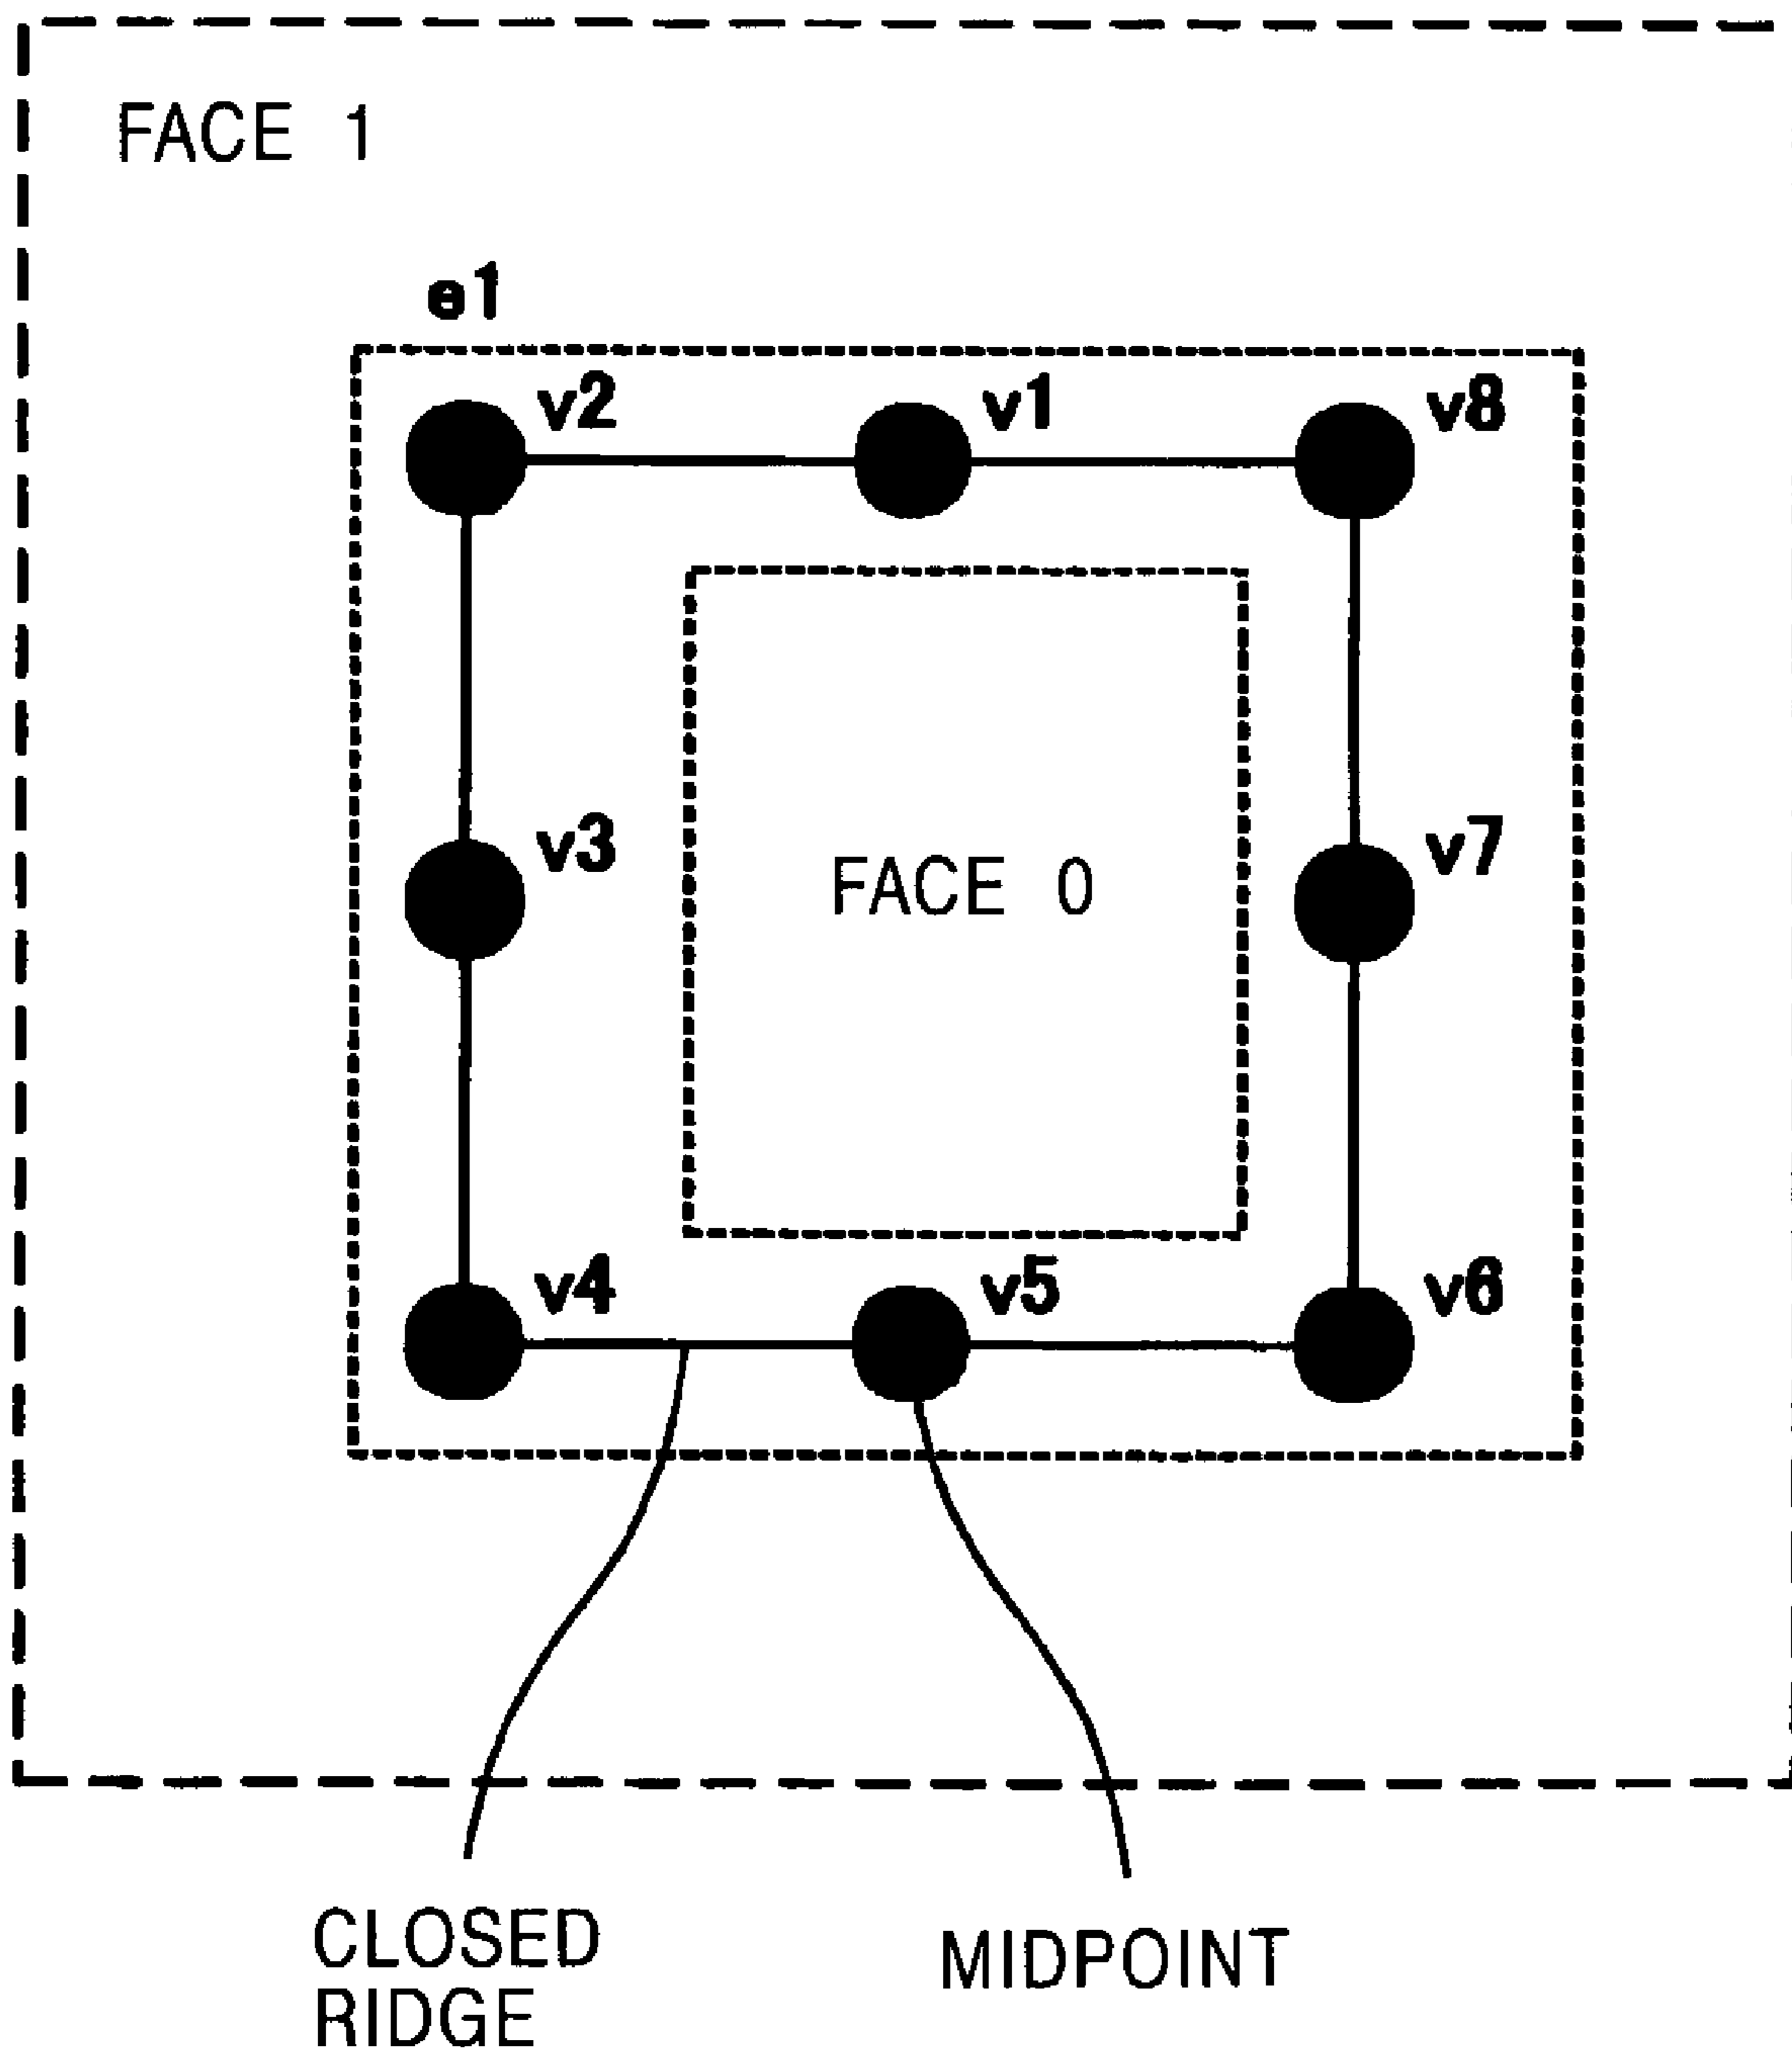 FACE 1
e1
v2 v1 v8
v3 v7
FACE 0
v4 v5 v6
CLOSED
RIDGE
MIDPOINT